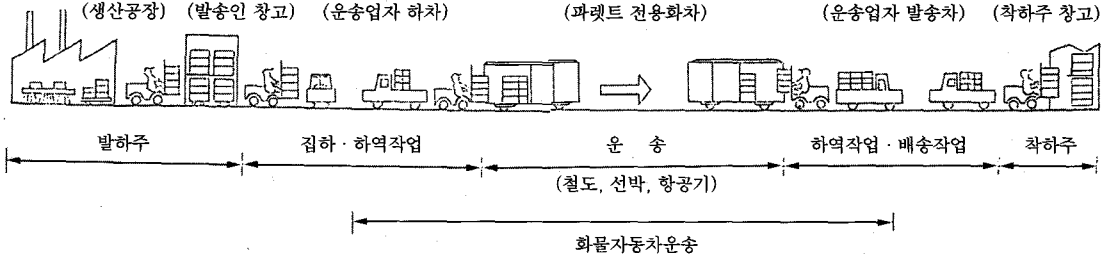 (생산공장) (발송인 창고) (운송업자 하차) (파렛트 전용화차) (운송업자 발송차) (착하주 창고)
발하주 집하·하역작업 운 송 하역작업·배송작업 착하주
(철도, 선박, 항공기)
화물자동차운송